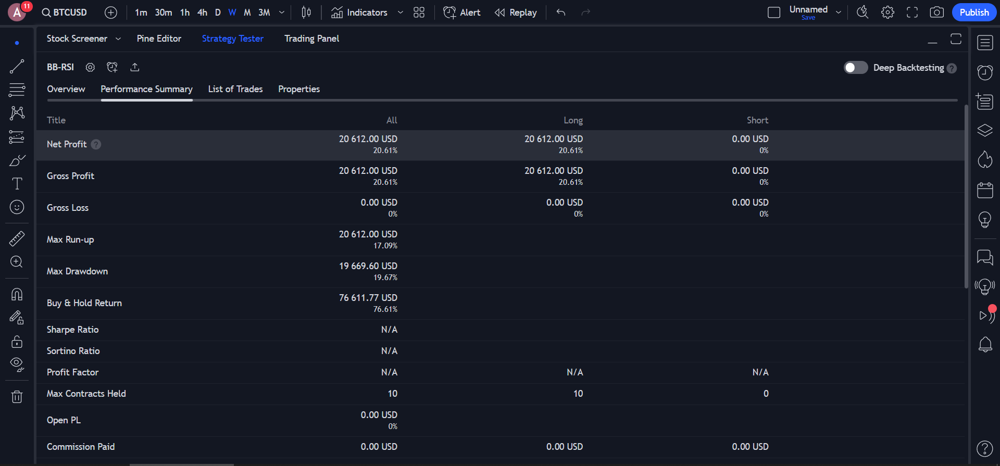 A 11 BTCUSD 1m 30m 1h 4h D W M 3M Indicators Alert Replay Unnamed Save Publish
Stock Screener Pine Editor Strategy Tester Trading Panel
BB-RSI Deep Backtesting ?
Overview Performance Summary List of Trades Properties
Title All Long Short
Net Profit ? 20 612.00 USD 20 612.00 USD 0.00 USD
20.61% 20.61% 0%
Gross Profit 20 612.00 USD 20 612.00 USD 0.00 USD
20.61% 20.61% 0%
Gross Loss 0.00 USD 0.00 USD 0.00 USD
0% 0% 0%
Max Run-up 20 612.00 USD
17.09%
Max Drawdown 19 669.60 USD
19.67%
Buy & Hold Return 76 611.77 USD
76.61%
Sharpe Ratio N/A
Sortino Ratio N/A
Profit Factor N/A N/A N/A
Max Contracts Held 10 10 0
Open PL 0.00 USD
0%
Commission Paid 0.00 USD 0.00 USD 0.00 USD